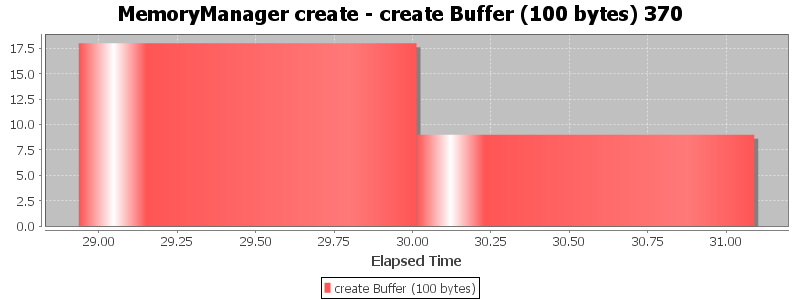 MemoryManager create - create Buffer (100 bytes) 370
17.5
15.0
12.5
10.0
7.5
5.0
2.5
0.0
29.00 29.25 29.50 29.75 30.00 30.25 30.50 30.75 31.00
Elapsed Time
create Buffer (100 bytes)